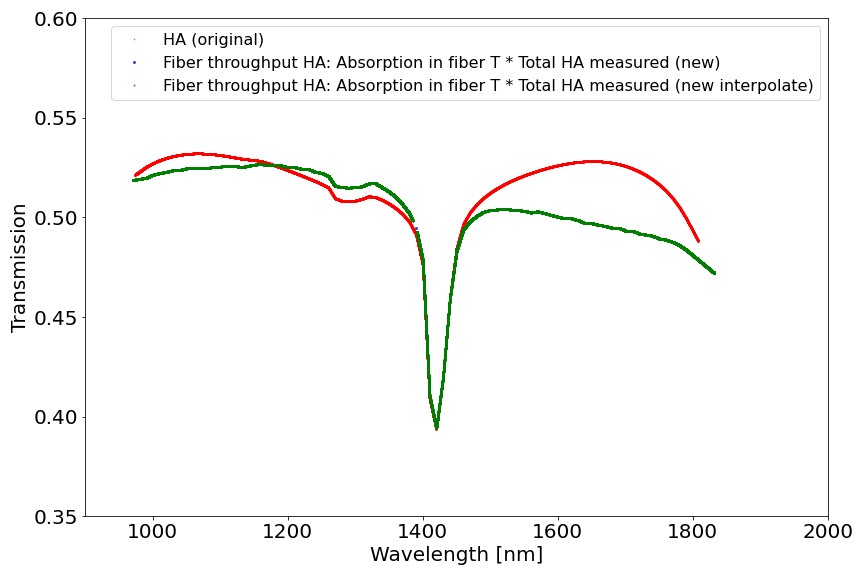 HA (original)
Fiber throughput HA: Absorption in fiber T * Total HA measured (new)
Fiber throughput HA: Absorption in fiber T * Total HA measured (new interpolate)
0.60
0.55
0.50
0.45
0.40
0.35
Transmission
1000 1200 1400 1600 1800 2000
Wavelength [nm]